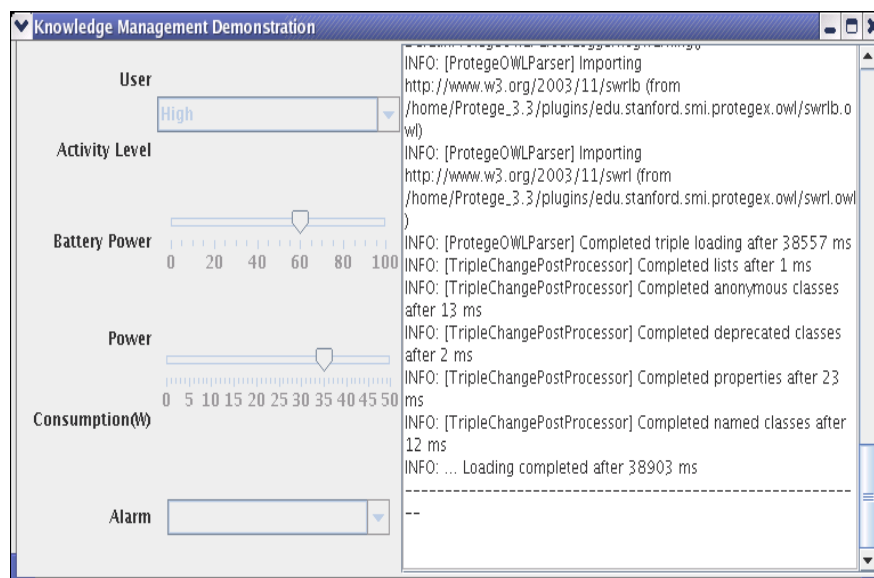 Knowledge Management Demonstration
User
High
Activity Level
Battery Power
0 20 40 60 80 100
Power
0 5 10 15 20 25 30 35 40 45 50
Consumption(W)
Alarm
INFO: [ProtegeOWLParser] Importing
http://www.w3.org/2003/11/swrlb (from
/home/Protege_3.3/plugins/edu.stanford.smi.protegex.owl/swrlb.o
wl)
INFO: [ProtegeOWLParser] Importing
http://www.w3.org/2003/11/swrl (from
/home/Protege_3.3/plugins/edu.stanford.smi.protegex.owl/swrl.owl
)
INFO: [ProtegeOWLParser] Completed triple loading after 38557 ms
INFO: [TripleChangePostProcessor] Completed lists after 1 ms
INFO: [TripleChangePostProcessor] Completed anonymous classes
after 13 ms
INFO: [TripleChangePostProcessor] Completed deprecated classes
after 2 ms
INFO: [TripleChangePostProcessor] Completed properties after 23
ms
INFO: [TripleChangePostProcessor] Completed named classes after
12 ms
INFO: ... Loading completed after 38903 ms
----------------------------------------------------------------
--